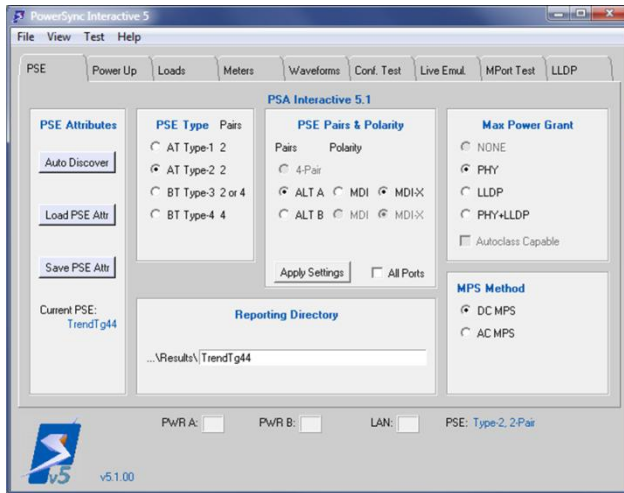 PowerSync Interactive 5
File View Test Help
PSE Power Up Loads Meters Waveforms Conf. Test Live Emul. MPort Test LLDP
PSA Interactive 5.1
PSE Attributes
Auto Discover
Load PSE Attr
Save PSE Attr
Current PSE:
TrendTg44
PSE Type Pairs
AT Type-1 2
AT Type-2 2
BT Type-3 2 or 4
BT Type-4 4
PSE Pairs & Polarity
Pairs Polarity
4-Pair
ALT A MDI MDI-X
ALT B MDI MDI-X
Apply Settings All Ports
Max Power Grant
NONE
PHY
LLDP
PHY+LLDP
Autoclass Capable
Reporting Directory
...\Results\ TrendTg44
MPS Method
DC MPS
AC MPS
PWR A: PWR B: LAN: PSE: Type-2, 2-Pair
v5 v5.1.00